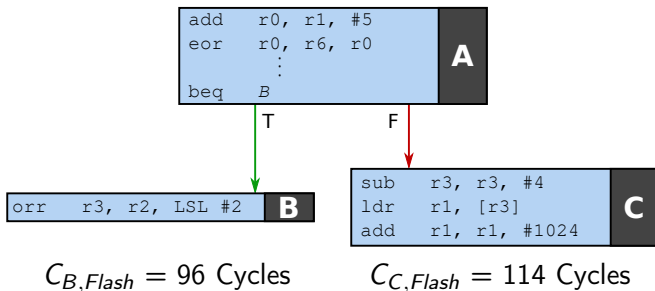 add r0, r1, #5
eor r0, r6, r0
⋮
beq B
A
T F
orr r3, r2, LSL #2
B
sub r3, r3, #4
ldr r1, [r3]
add r1, r1, #1024
C
C_{B,Flash} = 96 Cycles
C_{C,Flash} = 114 Cycles